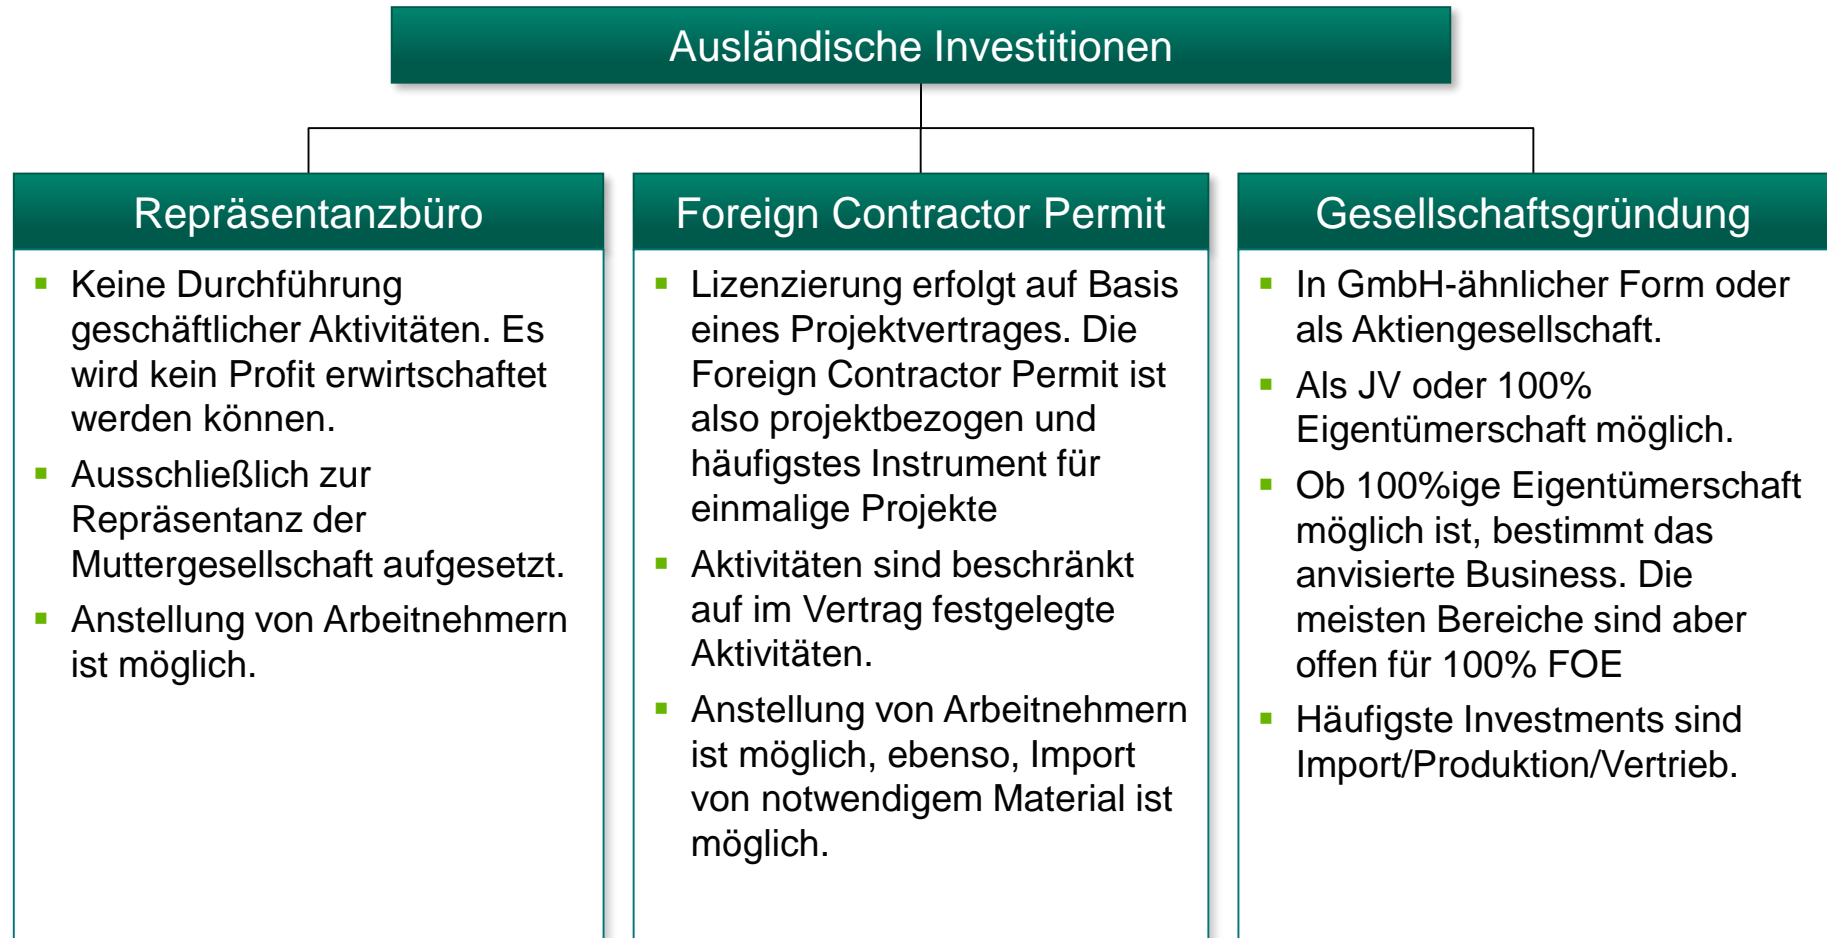 Ausländische Investitionen
Repräsentanzbüro
Keine Durchführung
geschäftlicher Aktivitäten. Es
wird kein Profit erwirtschaftet
werden können.
Ausschließlich zur
Repräsentanz der
Muttergesellschaft aufgesetzt.
Anstellung von Arbeitnehmern
ist möglich.
Foreign Contractor Permit
Lizenzierung erfolgt auf Basis
eines Projektvertrages. Die
Foreign Contractor Permit ist
also projektbezogen und
häufigstes Instrument für
einmalige Projekte
Aktivitäten sind beschränkt
auf im Vertrag festgelegte
Aktivitäten.
Anstellung von Arbeitnehmern
ist möglich, ebenso, Import
von notwendigem Material ist
möglich.
Gesellschaftsgründung
In GmbH-ähnlicher Form oder
als Aktiengesellschaft.
Als JV oder 100%
Eigentümerschaft möglich.
Ob 100%ige Eigentümerschaft
möglich ist, bestimmt das
anvisierte Business. Die
meisten Bereiche sind aber
offen für 100% FOE
Häufigste Investments sind
Import/Produktion/Vertrieb.